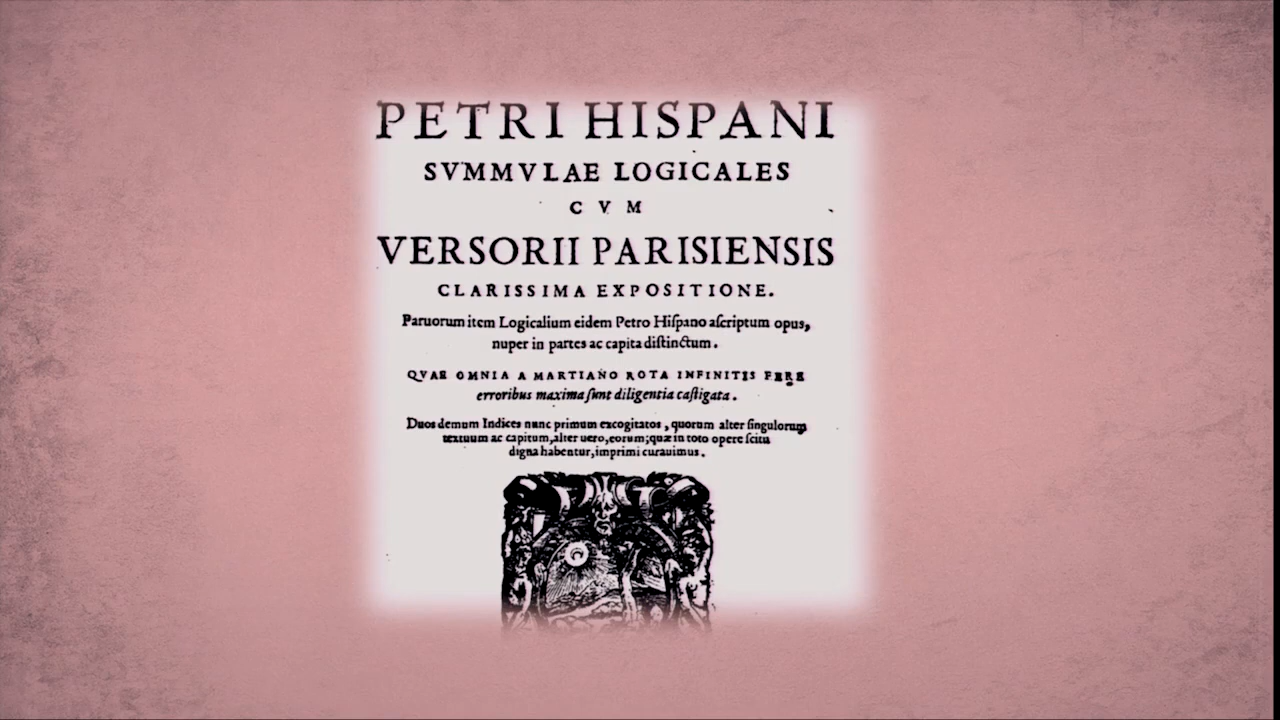 PETRI HISPANI
SVMMVLAE LOGICALES
CVM
VERSORII PARISIENSIS
CLARISSIMA EXPOSITIONE.
Paruorum item Logicalium eidem Petro Hiſpano aſcriptum opus,
nuper in partes ac capita diſtinctum.
QVAE OMNIA A MARTIANO ROTA INFINITIS FERE
erroribus maxima ſunt diligentia caſtigata.
Duos demum Indices nunc primum excogitatos, quorum alter ſingulorum
textuum ac capitum, alter uero, eorum; quæ in toto opere ſcitu
digna habentur, imprimi curauimus.